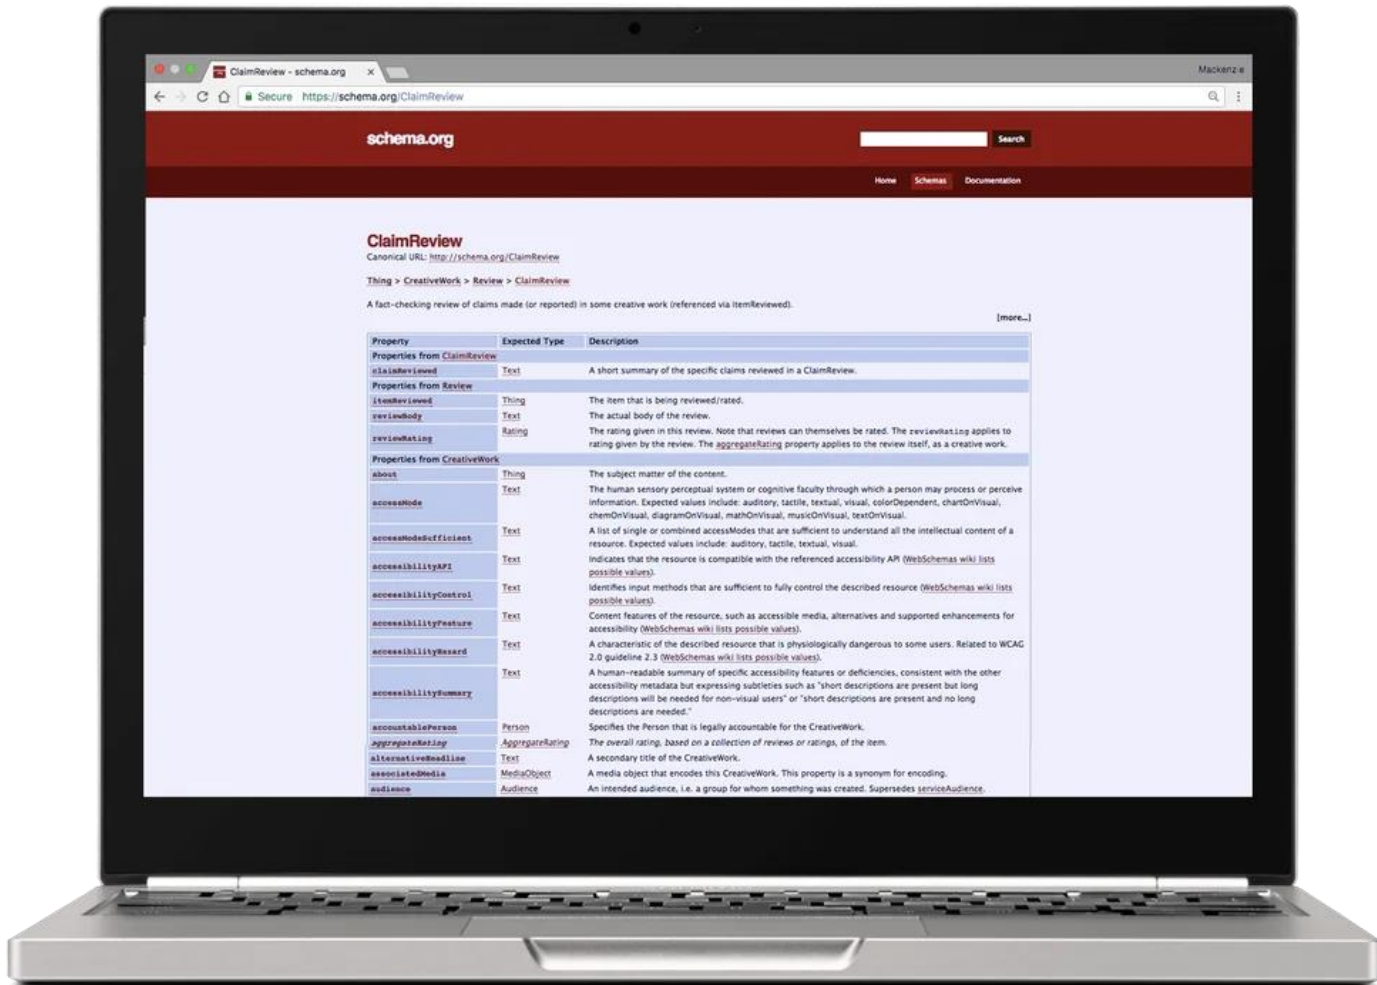 ClaimReview - schema.org
Mackenzie
Secure https://schema.org/ClaimReview
schema.org
Search
Home Schemas Documentation
ClaimReview
Canonical URL: http://schema.org/ClaimReview
Thing > CreativeWork > Review > ClaimReview
A fact-checking review of claims made (or reported) in some creative work (referenced via itemReviewed).
[more...]
Property Expected Type Description
Properties from ClaimReview
claimReviewed Text A short summary of the specific claims reviewed in a ClaimReview.
Properties from Review
itemReviewed Thing The item that is being reviewed/rated.
reviewBody Text The actual body of the review.
reviewRating Rating The rating given in this review. Note that reviews can themselves be rated. The reviewRating applies to
rating given by the review. The aggregateRating property applies to the review itself, as a creative work.
Properties from CreativeWork
about Thing The subject matter of the content.
accessMode Text The human sensory perceptual system or cognitive faculty through which a person may process or perceive
information. Expected values include: auditory, tactile, textual, visual, colorDependent, chartOnVisual,
chemOnVisual, diagramOnVisual, mathOnVisual, musicOnVisual, textOnVisual.
accessModeSufficient Text A list of single or combined accessModes that are sufficient to understand all the intellectual content of a
resource. Expected values include: auditory, tactile, textual, visual.
accessibilityAPI Text Indicates that the resource is compatible with the referenced accessibility API (WebSchemas wiki lists
possible values).
accessibilityControl Text Identifies input methods that are sufficient to fully control the described resource (WebSchemas wiki lists
possible values).
accessibilityFeature Text Content features of the resource, such as accessible media, alternatives and supported enhancements for
accessibility (WebSchemas wiki lists possible values).
accessibilityHazard Text A characteristic of the described resource that is physiologically dangerous to some users. Related to WCAG
2.0 guideline 2.3 (WebSchemas wiki lists possible values).
accessibilitySummary Text A human-readable summary of specific accessibility features or deficiencies, consistent with the other
accessibility metadata but expressing subtleties such as "short descriptions are present but long
descriptions will be needed for non-visual users" or "short descriptions are present and no long
descriptions are needed."
accountablePerson Person Specifies the Person that is legally accountable for the CreativeWork.
aggregateRating AggregateRating The overall rating, based on a collection of reviews or ratings, of the item.
alternativeHeadline Text A secondary title of the CreativeWork.
associatedMedia MediaObject A media object that encodes this CreativeWork. This property is a synonym for encoding.
audience Audience An intended audience, i.e. a group for whom something was created. Supersedes serviceAudience.